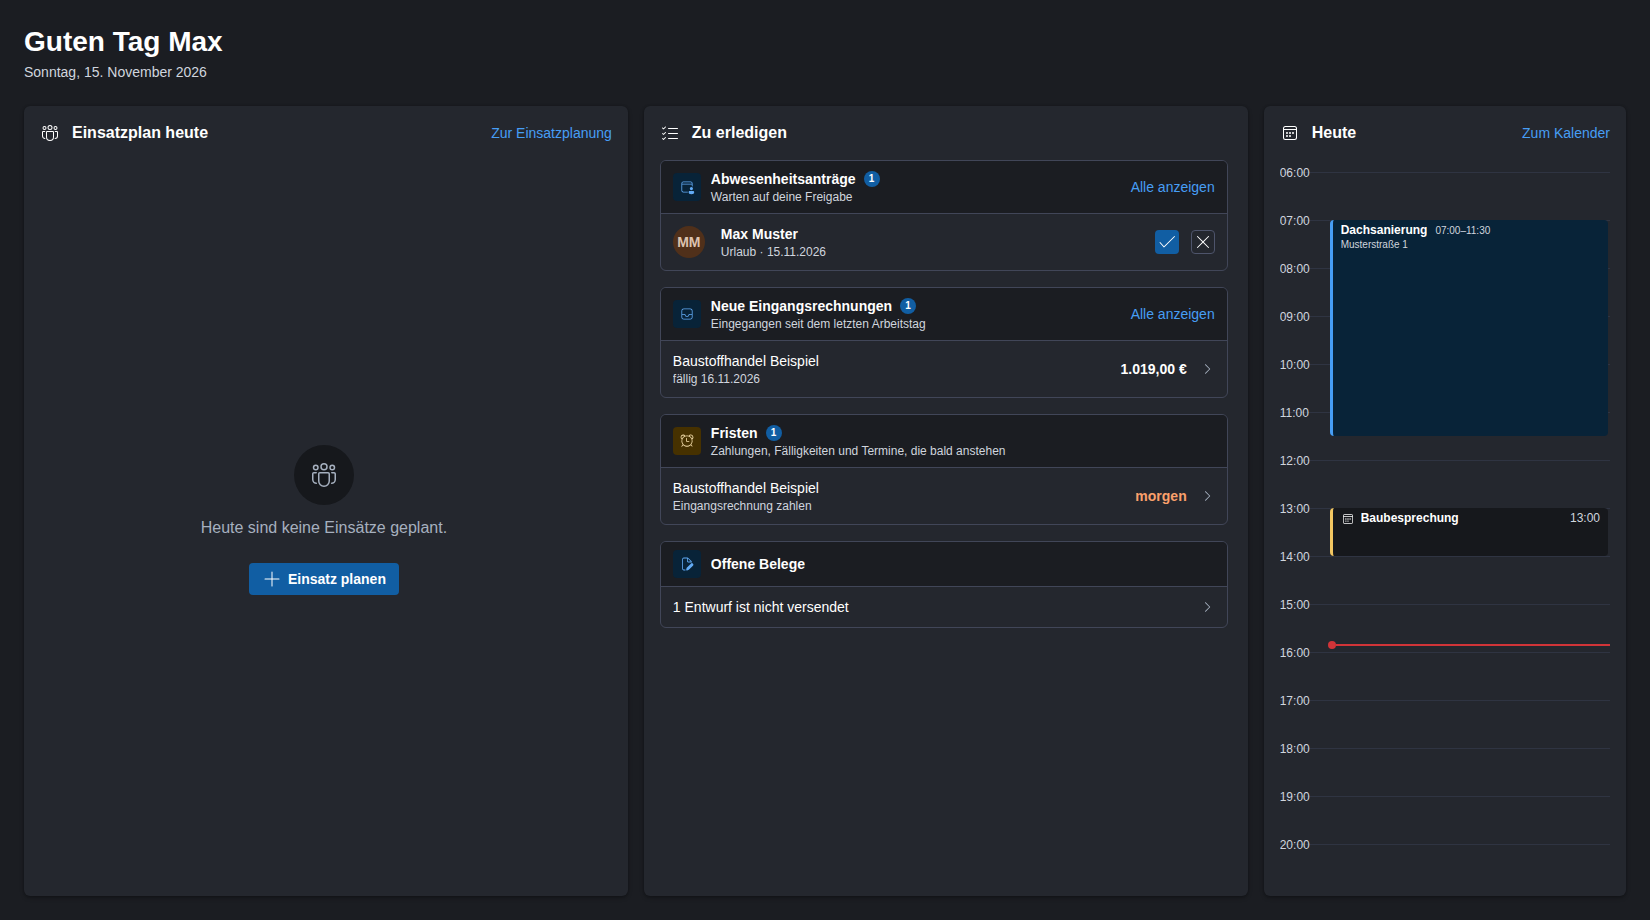 Guten Tag Max
Sonntag, 15. November 2026
Einsatzplan heute
Zur Einsatzplanung
Heute sind keine Einsätze geplant.
Einsatz planen
Zu erledigen
Abwesenheitsanträge 1
Warten auf deine Freigabe
Alle anzeigen
MM
Max Muster
Urlaub · 15.11.2026
Neue Eingangsrechnungen 1
Eingegangen seit dem letzten Arbeitstag
Alle anzeigen
Baustoffhandel Beispiel
fällig 16.11.2026
1.019,00 €
Fristen 1
Zahlungen, Fälligkeiten und Termine, die bald anstehen
Baustoffhandel Beispiel
Eingangsrechnung zahlen
morgen
Offene Belege
1 Entwurf ist nicht versendet
Heute
Zum Kalender
06:00
07:00
Dachsanierung 07:00–11:30
Musterstraße 1
08:00
09:00
10:00
11:00
12:00
13:00
Baubesprechung 13:00
14:00
15:00
16:00
17:00
18:00
19:00
20:00